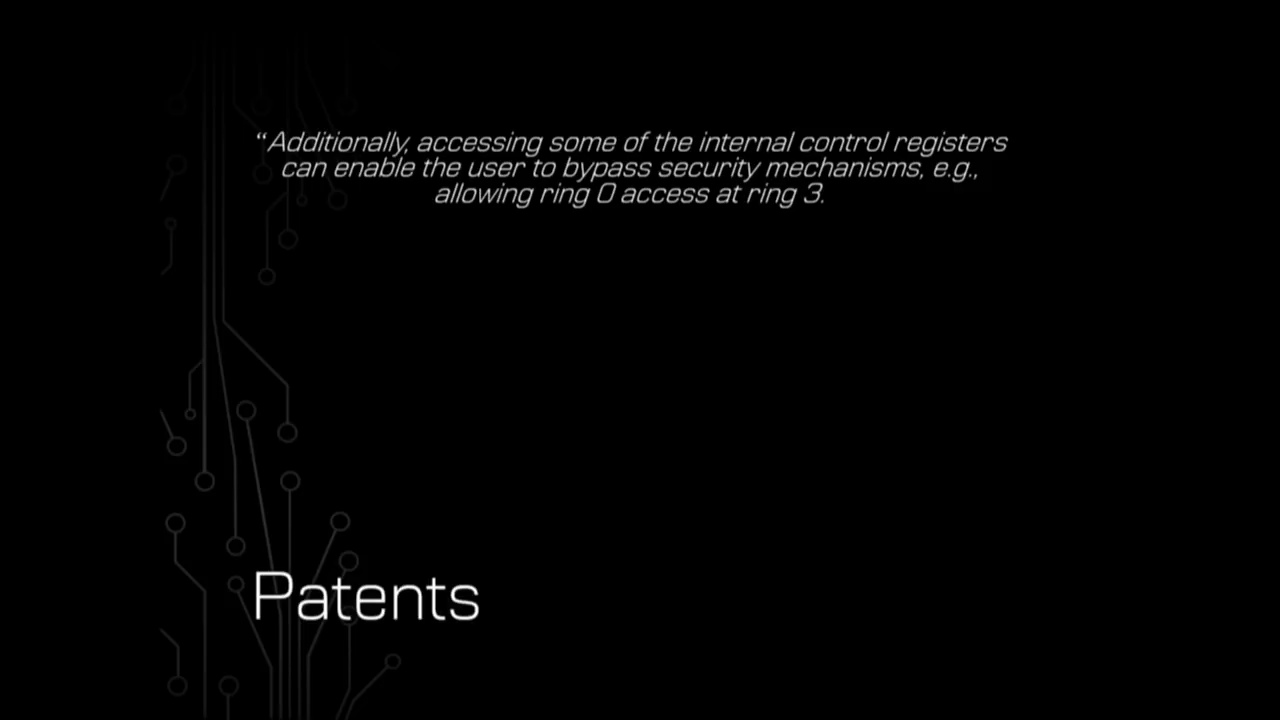 “Additionally, accessing some of the internal control registers
can enable the user to bypass security mechanisms, e.g.,
allowing ring 0 access at ring 3.
Patents